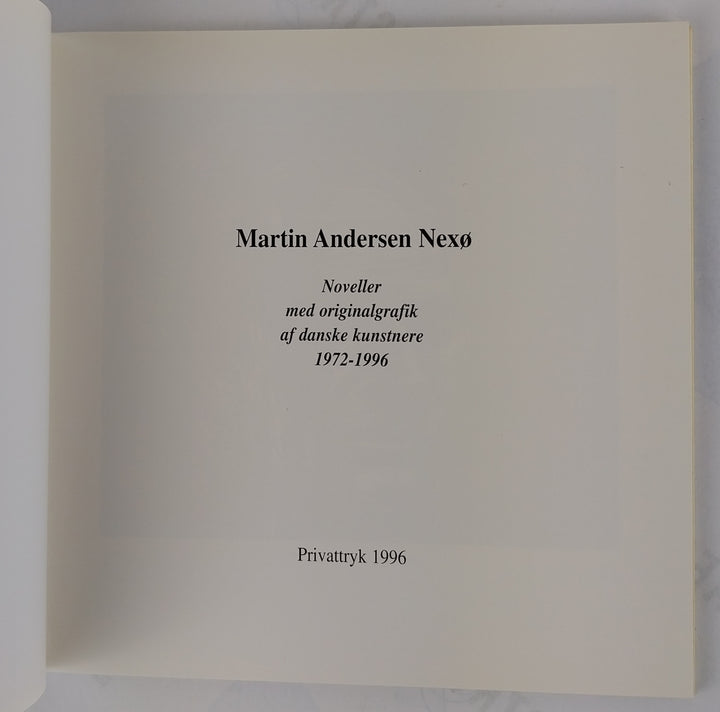 Martin Andersen Nexø
Noveller
med originalgrafik
af danske kunstnere
1972-1996
Privattryk 1996